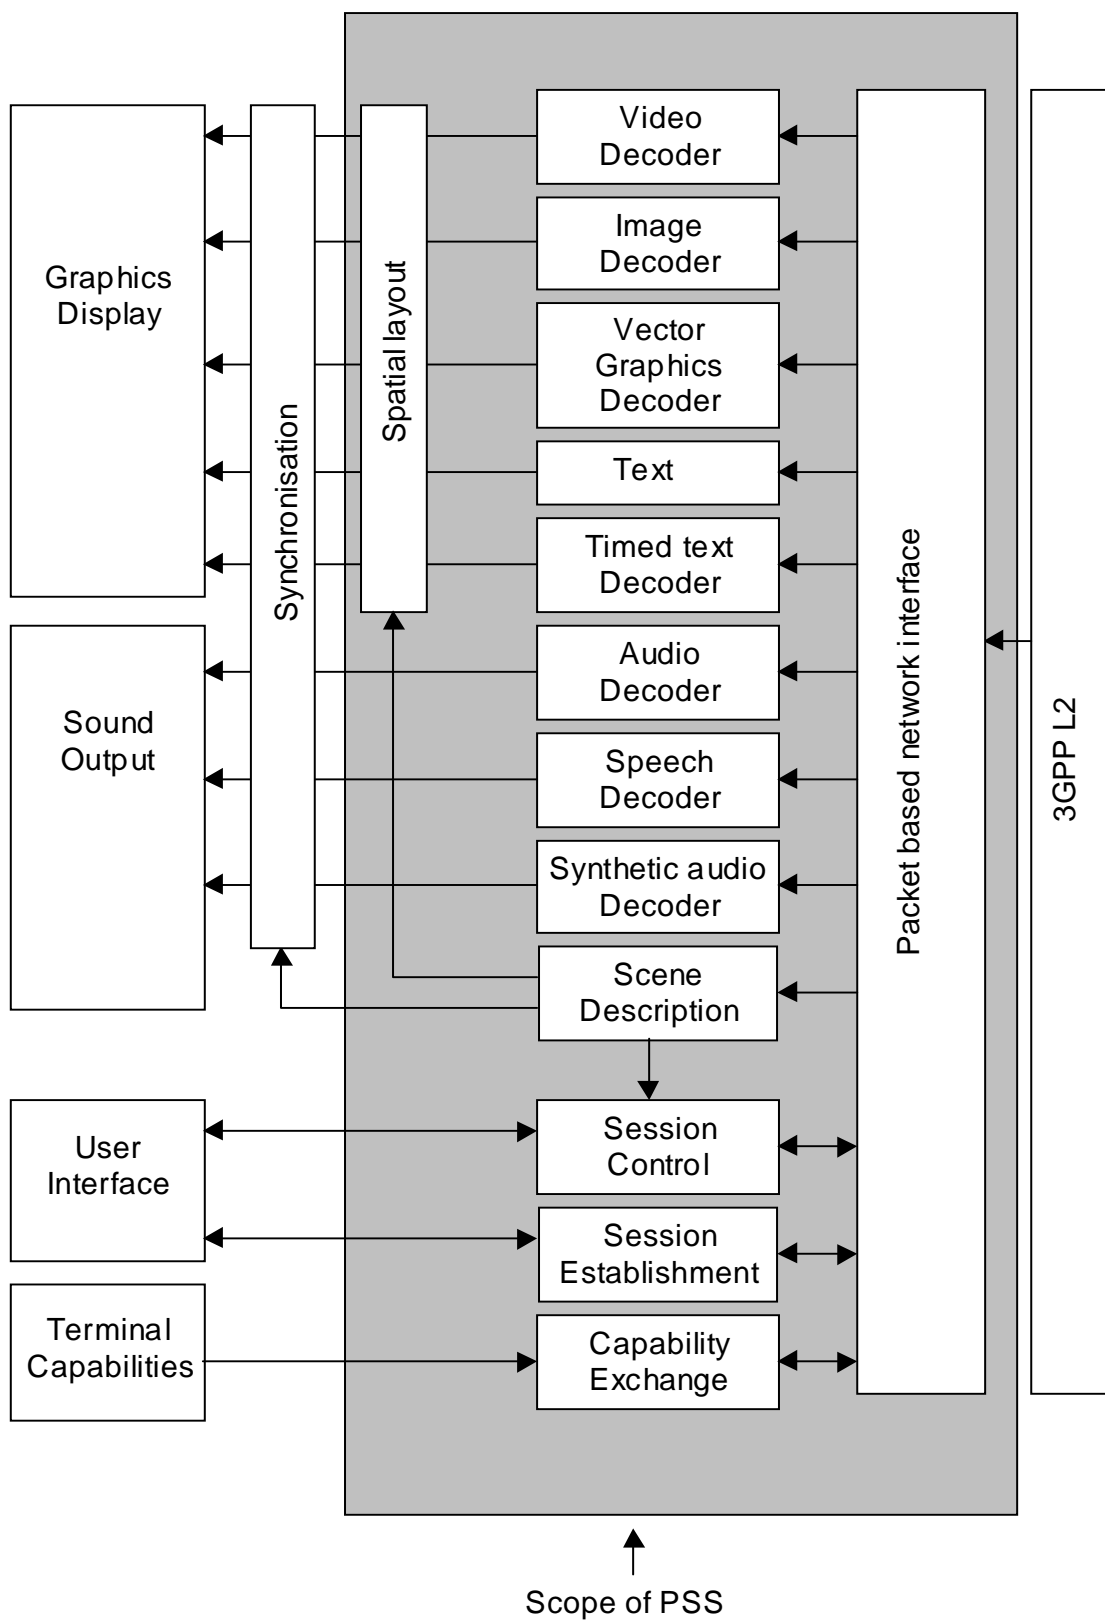 Graphics
Display
Sound
Output
User
Interface
Terminal
Capabilities
Synchronisation
Spatial layout
Video
Decoder
Image
Decoder
Vector
Graphics
Decoder
Text
Timed text
Decoder
Audio
Decoder
Speech
Decoder
Synthetic audio
Decoder
Scene
Description
Session
Control
Session
Establishment
Capability
Exchange
Packet based network interface
3GPP L2
Scope of PSS